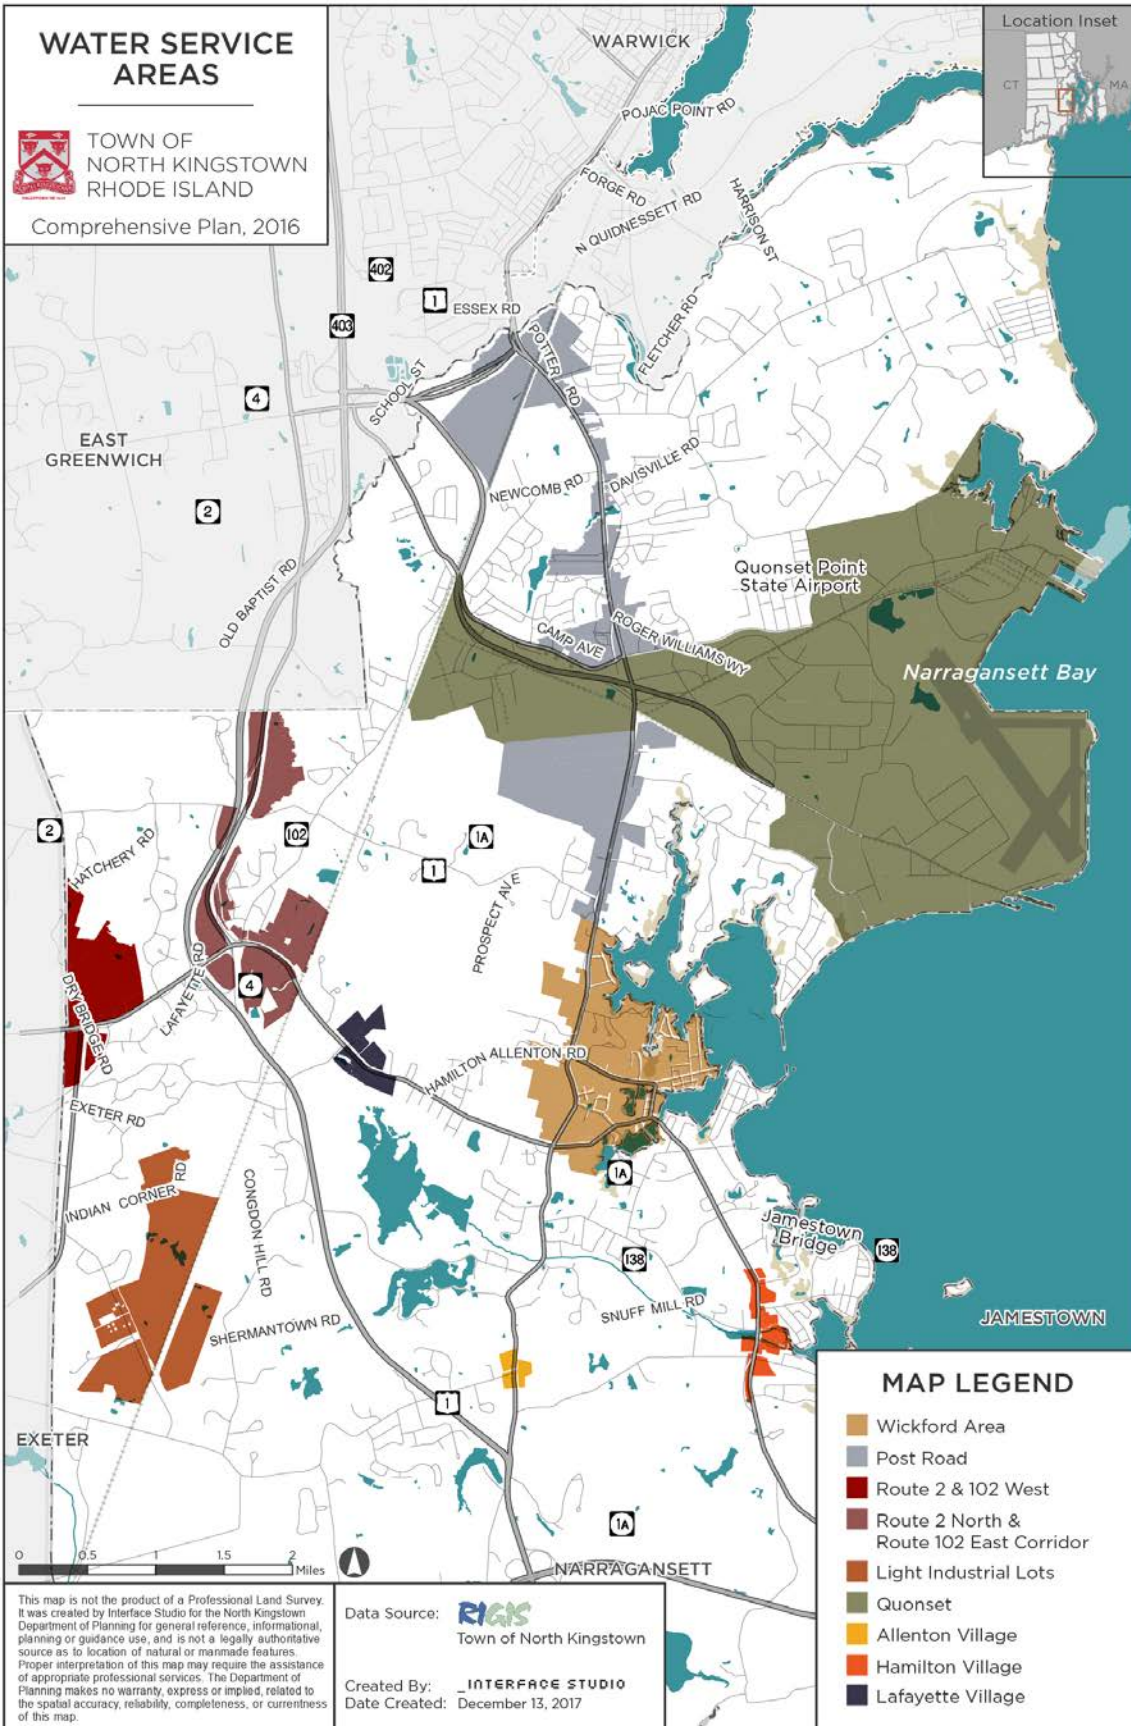 WATER SERVICE
AREAS
TOWN OF
NORTH KINGSTOWN
RHODE ISLAND
Comprehensive Plan, 2016
Location Inset
CT
MA
WARWICK
POJAC POINT RD
FORGE RD
N QUIDNESSETT RD
HARRISON ST
402
1
ESSEX RD
403
POTTER RD
FLETCHER RD
SCHOOL ST
4
EAST
GREENWICH
DAVISVILLE RD
NEWCOMB RD
2
OLD BAPTIST RD
Quonset Point
State Airport
CAMP AVE
ROGER WILLIAMS WY
Narragansett Bay
2
102
1A
HATCHERY RD
1
PROSPECT AVE
LAFAYETTE RD
4
DRY BRIDGE RD
HAMILTON ALLENTON RD
EXETER RD
1A
INDIAN CORNER RD
CONGDON HILL RD
Jamestown
Bridge
138
138
SNUFF MILL RD
JAMESTOWN
SHERMANTOWN RD
1
EXETER
1A
NARRAGANSETT
0 0.5 1 1.5 2
Miles
MAP LEGEND
Wickford Area
Post Road
Route 2 & 102 West
Route 2 North &
Route 102 East Corridor
Light Industrial Lots
Quonset
Allenton Village
Hamilton Village
Lafayette Village
This map is not the product of a Professional Land Survey.
It was created by Interface Studio for the North Kingstown
Department of Planning for general reference, informational,
planning or guidance use, and is not a legally authoritative
source as to location of natural or manmade features.
Proper interpretation of this map may require the assistance
of appropriate professional services. The Department of
Planning makes no warranty, express or implied, related to
the spatial accuracy, reliability, completeness, or currentness
of this map.
Data Source: RIGIS
Town of North Kingstown
Created By: _INTERFACE STUDIO
Date Created: December 13, 2017